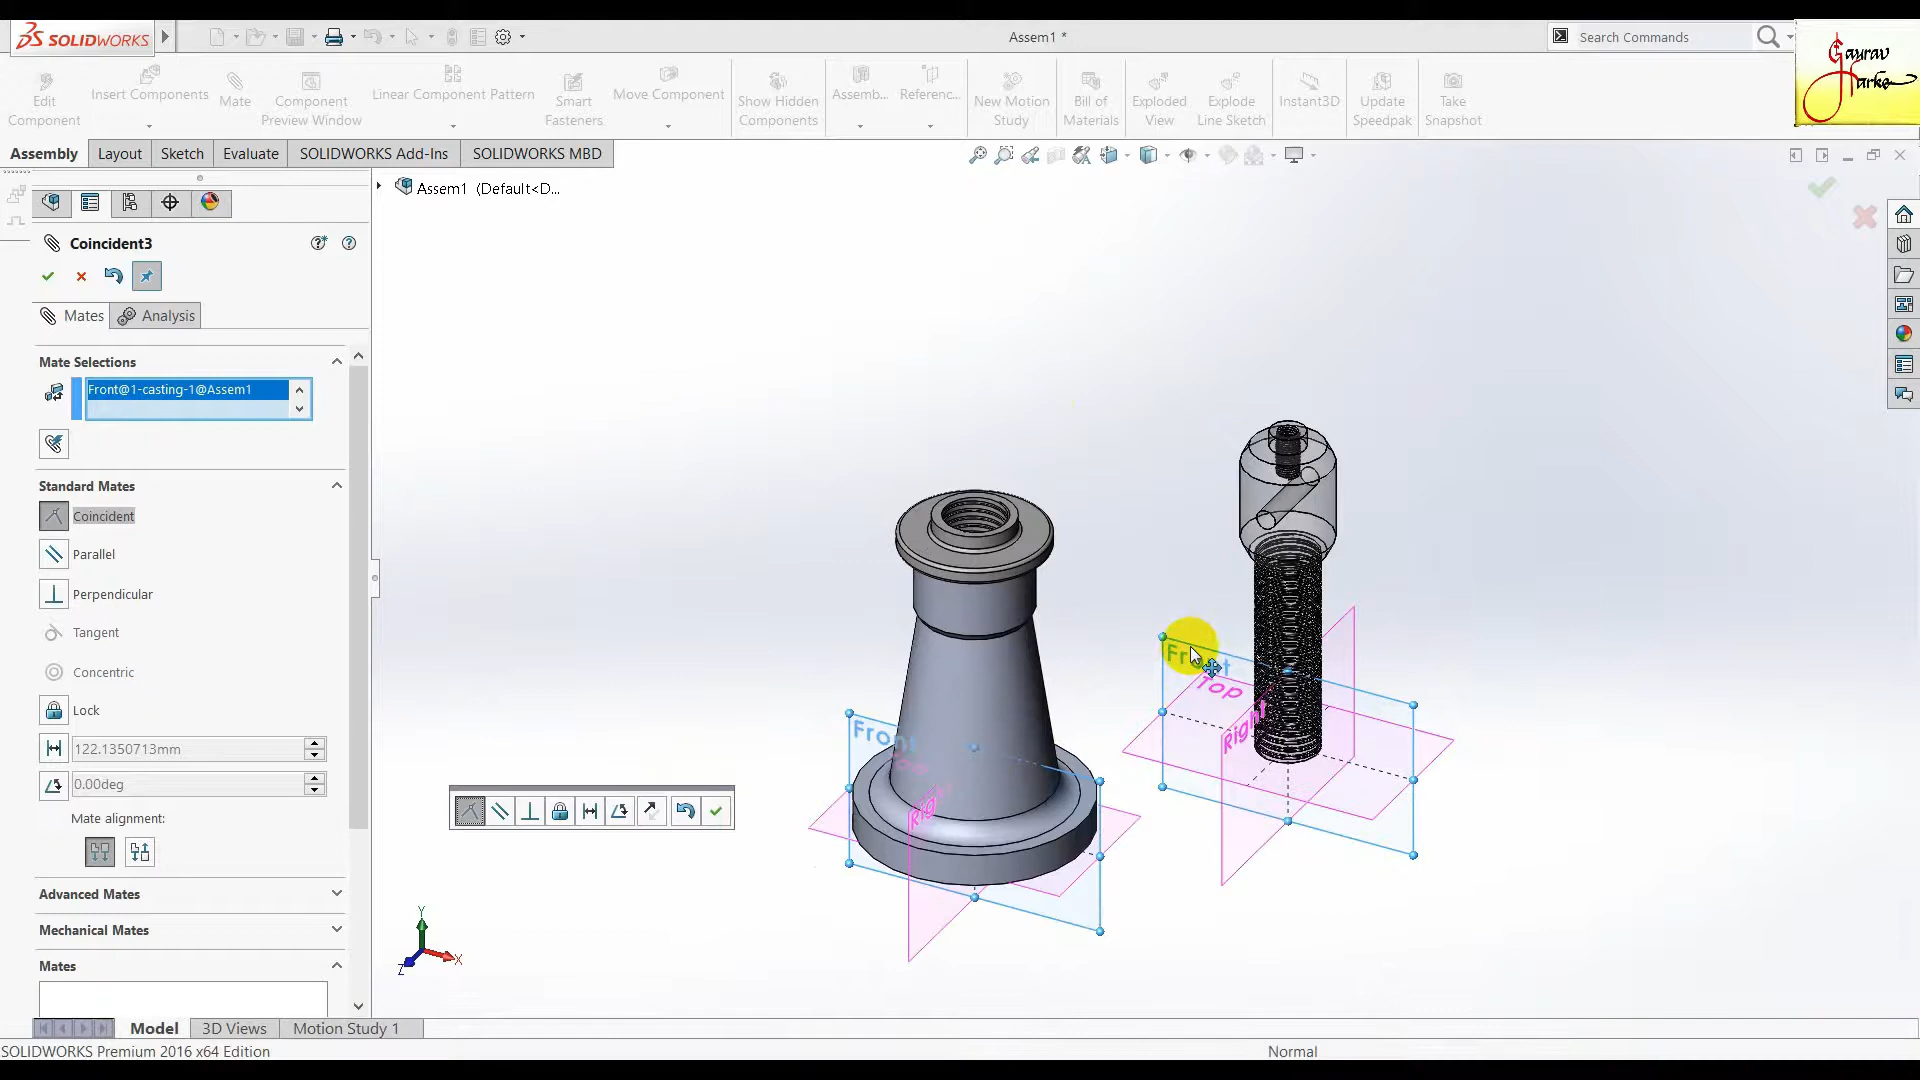 SOLIDWORKS
Assem1 *
Search Commands
Gaurav
Harke
Edit
Component
Insert Components
Mate
Component
Preview Window
Linear Component Pattern
Smart
Fasteners
Move Component
Show Hidden
Components
Assemb...
Referenc...
New Motion
Study
Bill of
Materials
Exploded
View
Explode
Line Sketch
Instant3D
Update
Speedpak
Take
Snapshot
Assembly
Layout
Sketch
Evaluate
SOLIDWORKS Add-Ins
SOLIDWORKS MBD
Assem1 (Default<D...
Coincident3
Mates
Analysis
Mate Selections
Front@1-casting-1@Assem1
Standard Mates
Coincident
Parallel
Perpendicular
Tangent
Concentric
Lock
122.1350713mm
0.00deg
Mate alignment:
Advanced Mates
Mechanical Mates
Mates
Front
Top
Right
Front
Top
Right
Y
X
Z
Model
3D Views
Motion Study 1
SOLIDWORKS Premium 2016 x64 Edition
Normal